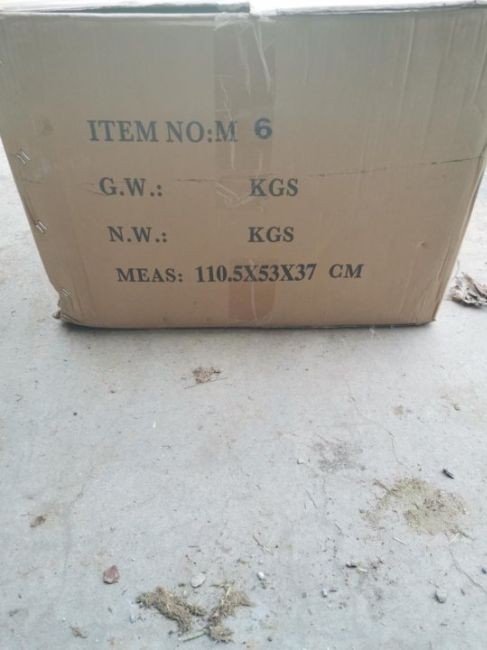 ITEM NO:M 6
G.W.: KGS
N.W.: KGS
MEAS: 110.5X53X37 CM